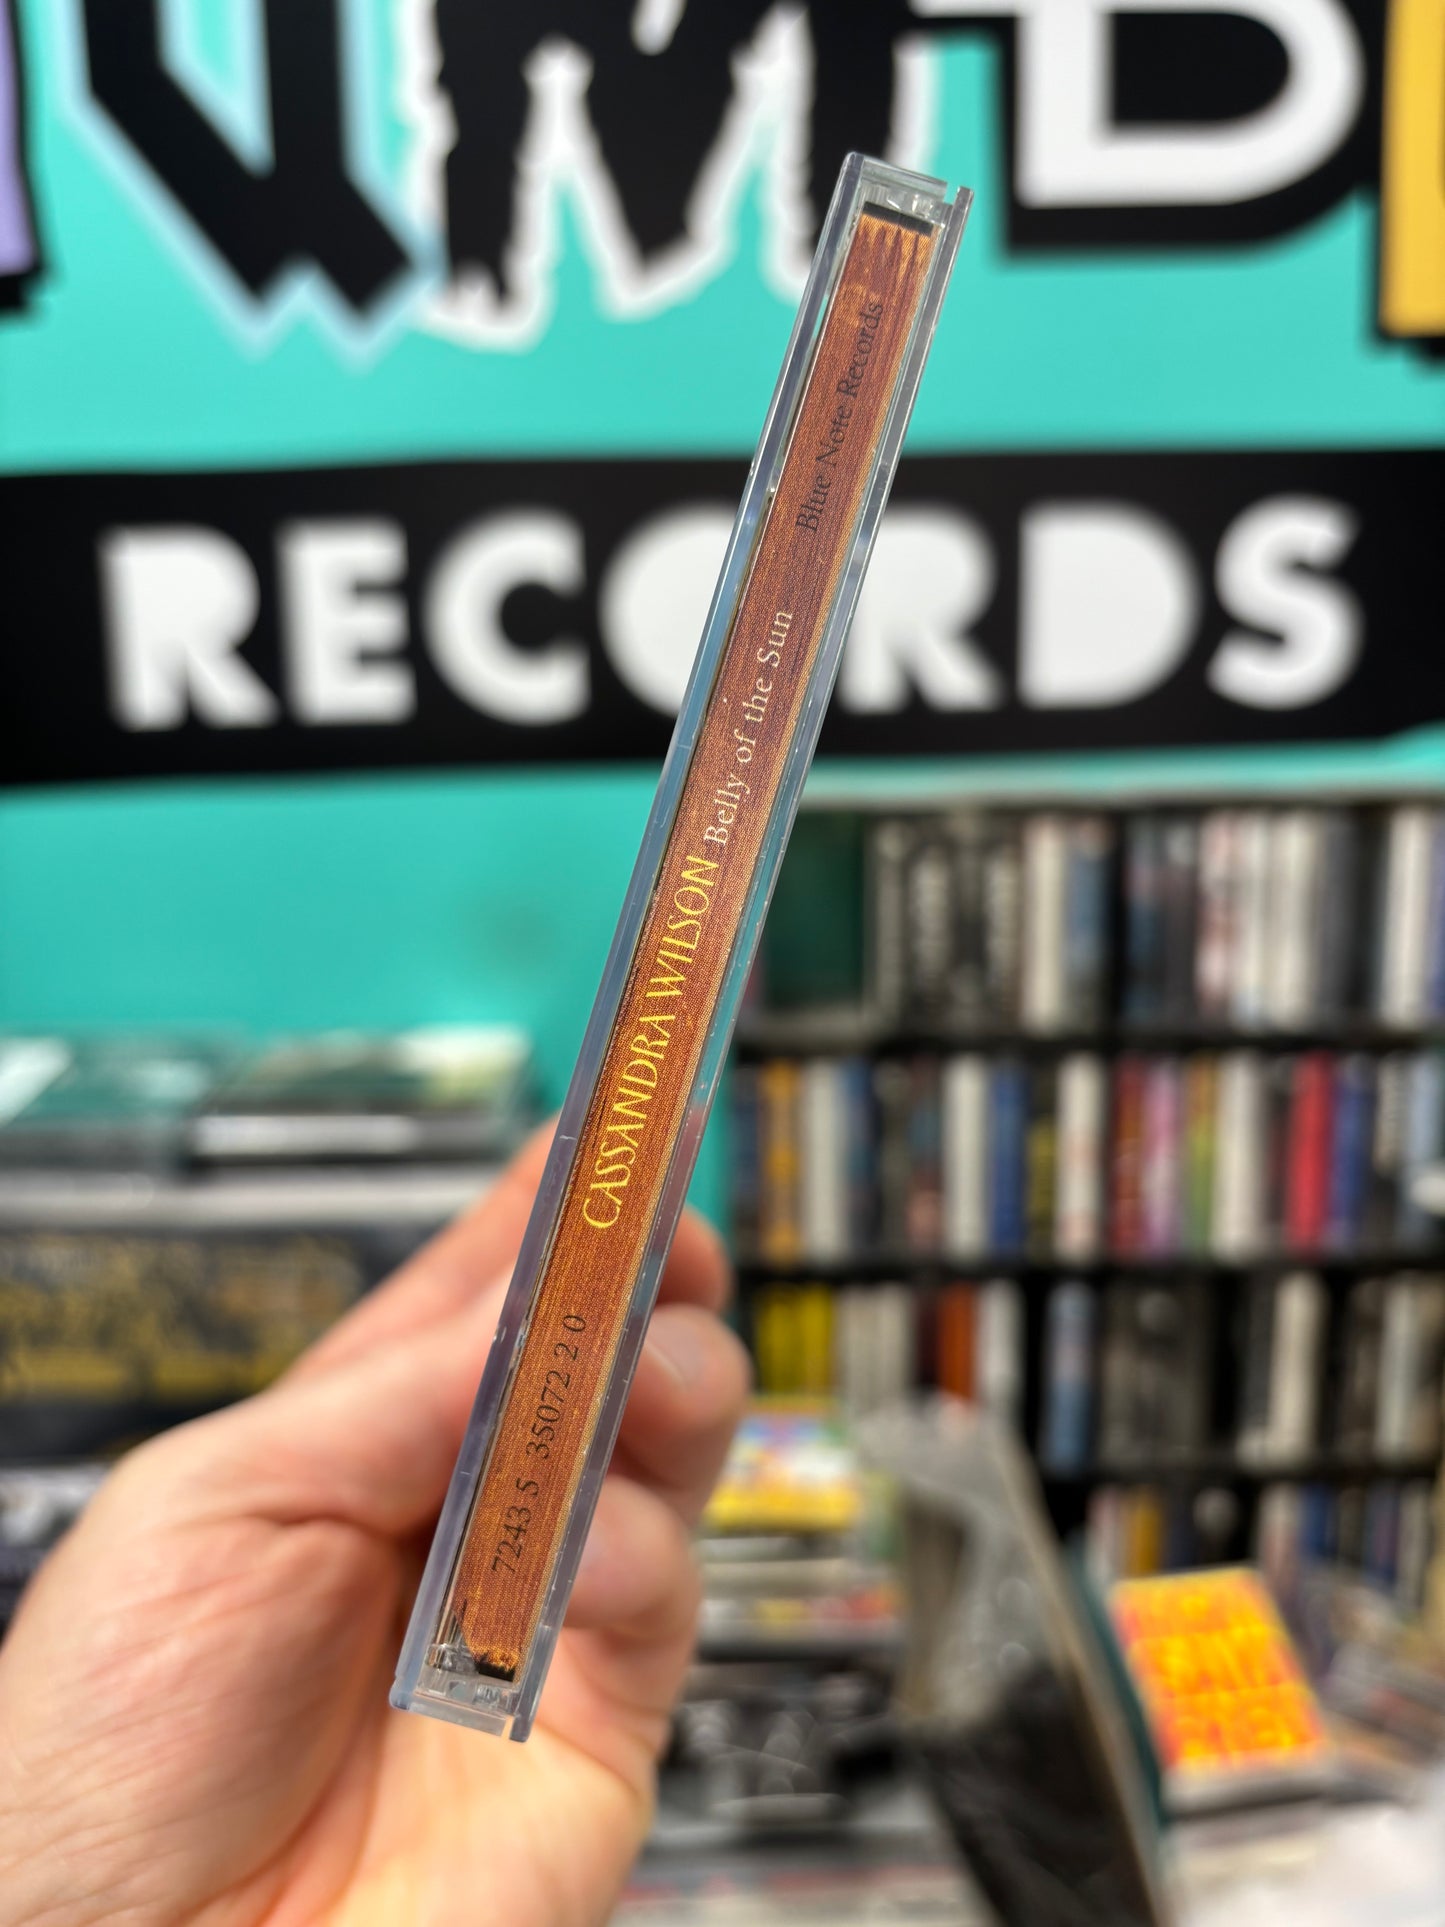 RECORDS
7243 5 35072 2 0 CASSANDRA WILSON Belly of the Sun Blue Note Records